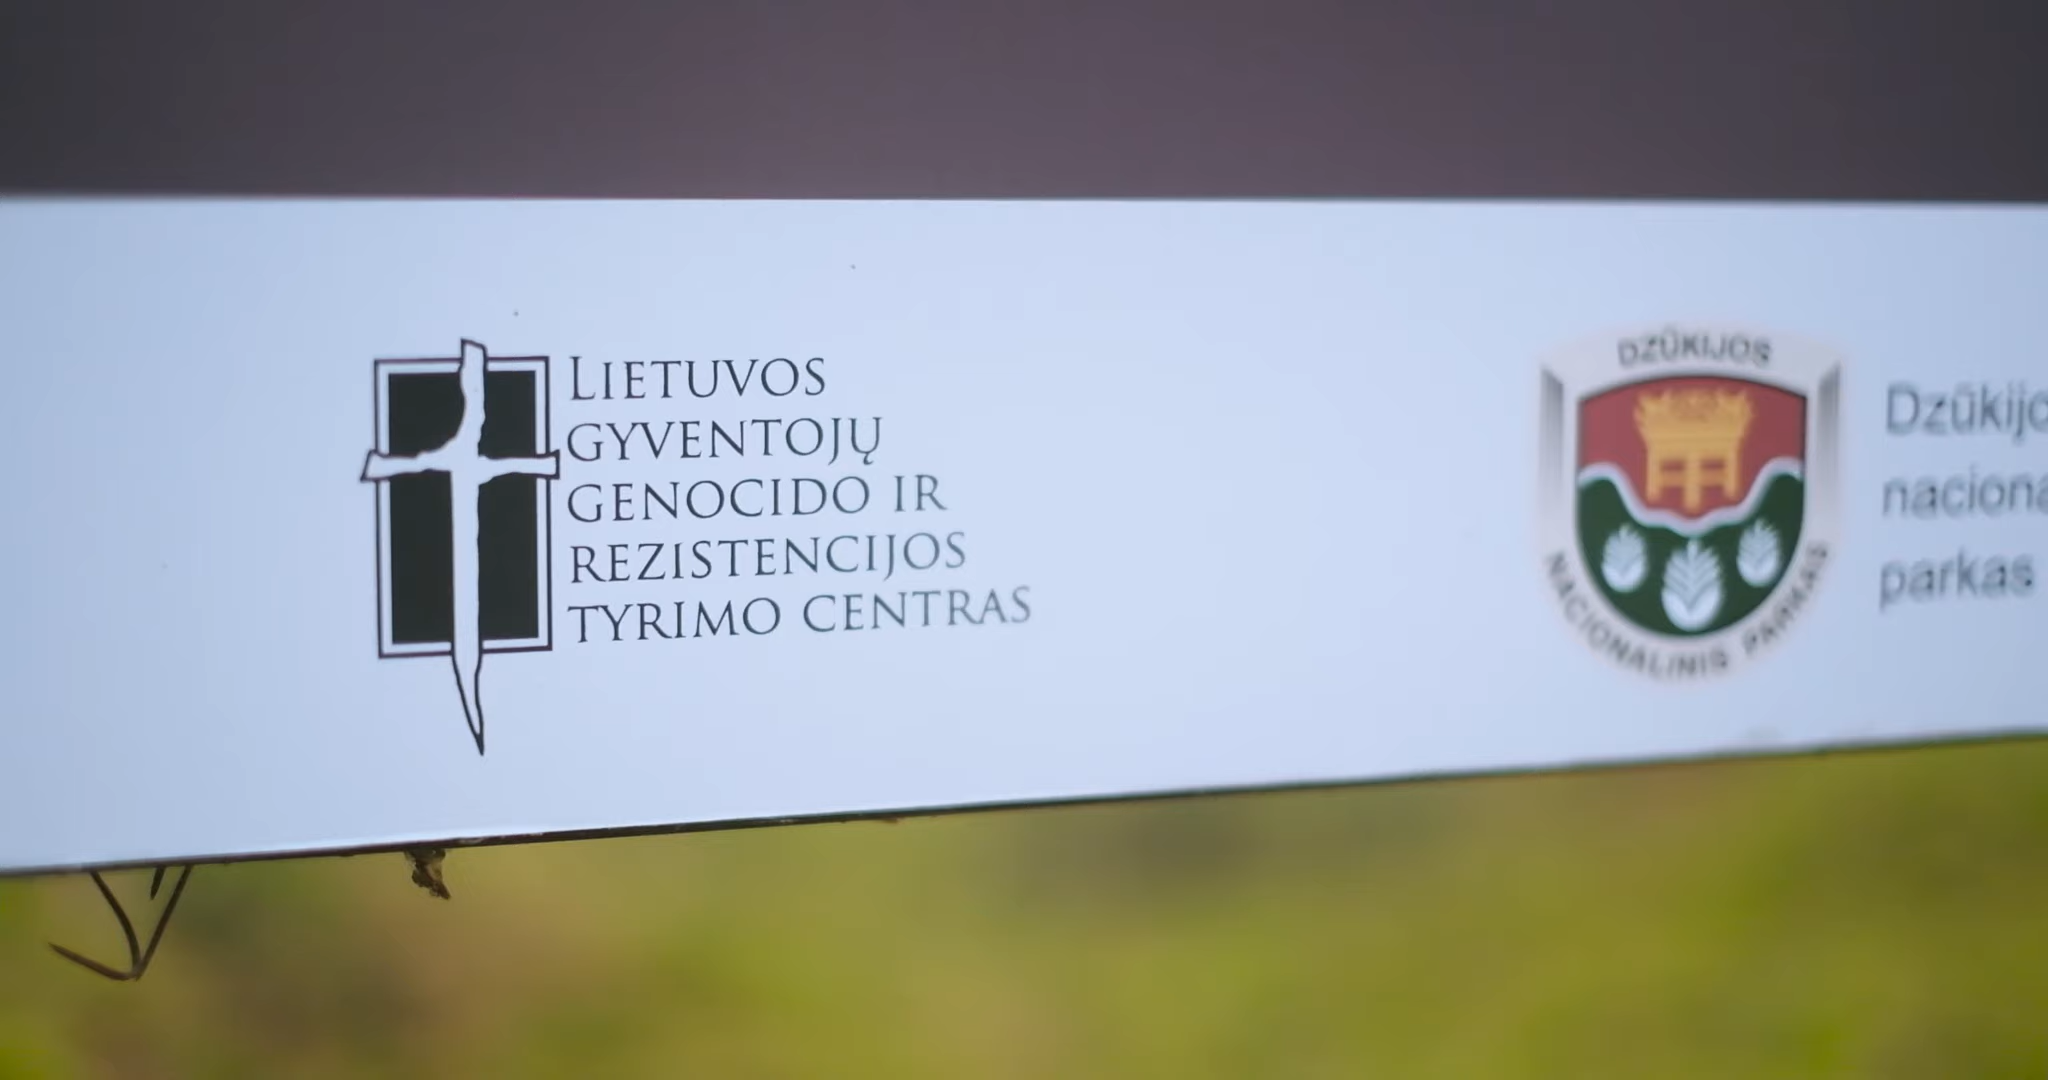 LIETUVOS
GYVENTOJŲ
GENOCIDO IR
REZISTENCIJOS
TYRIMO CENTRAS
DZŪKIJOS
NACIONALINIS PARKAS
Dzūkijo
naciona
parkas